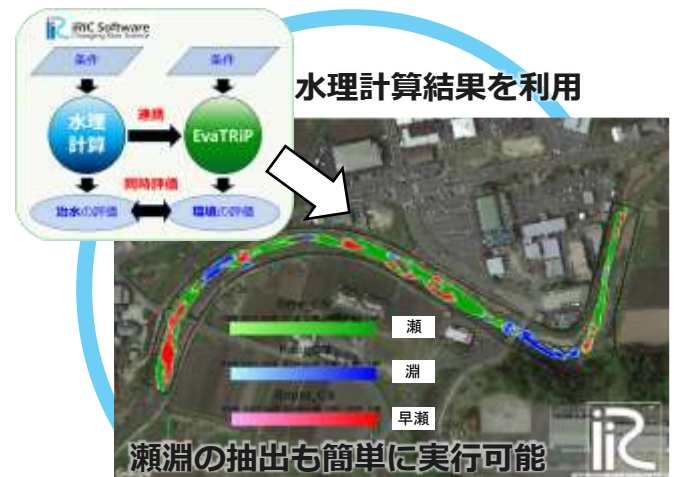 iRIC Software
Changing River Science
条件
条件
水理計算結果を利用
水理
計算
連携
EvaTRiP
同時評価
治水の評価
環境の評価
瀬
淵
早瀬
瀬淵の抽出も簡単に実行可能
iRiC